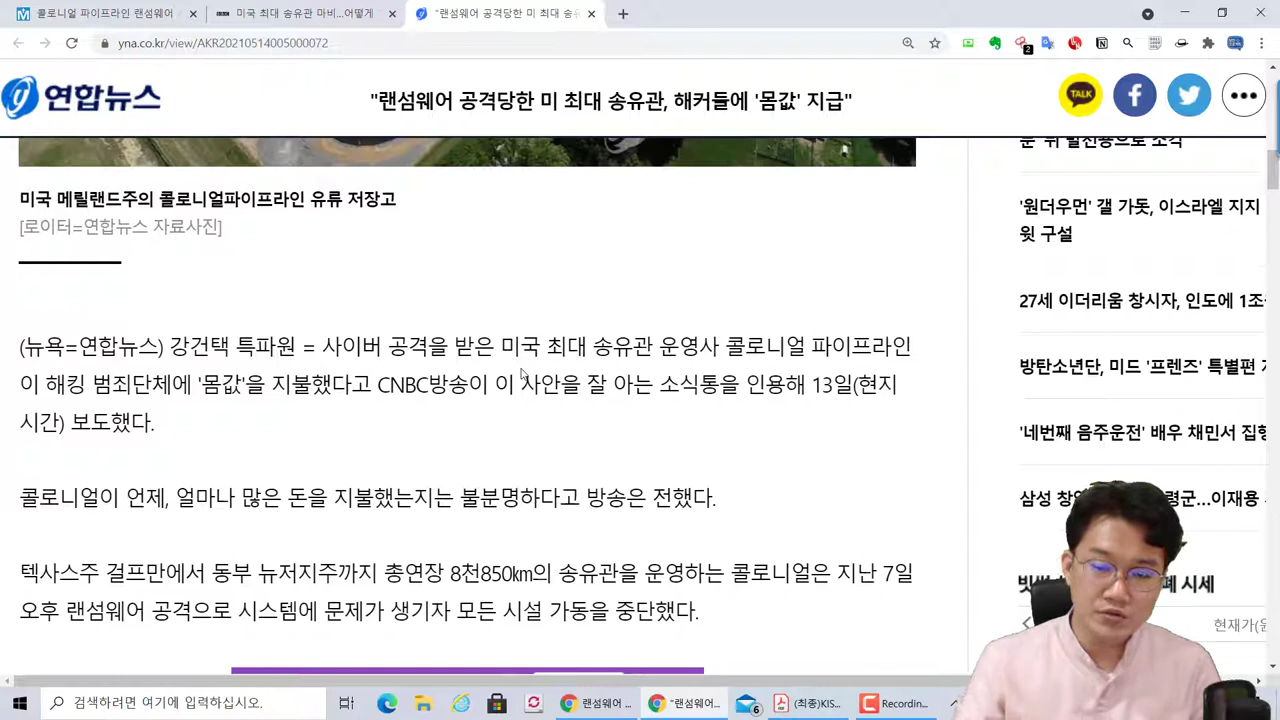 콜로니얼 파이프라인 랜섬웨어
미국 최대 송유관 마비...어떻게
"랜섬웨어 공격당한 미 최대 송유
yna.co.kr/view/AKR20210514005000072
2
연합뉴스
"랜섬웨어 공격당한 미 최대 송유관, 해커들에 '몸값' 지급"
TALK
미국 메릴랜드주의 콜로니얼파이프라인 유류 저장고
[로이터=연합뉴스 자료사진]
(뉴욕=연합뉴스) 강건택 특파원 = 사이버 공격을 받은 미국 최대 송유관 운영사 콜로니얼 파이프라인
이 해킹 범죄단체에 '몸값'을 지불했다고 CNBC방송이 이 사안을 잘 아는 소식통을 인용해 13일(현지
시간) 보도했다.
콜로니얼이 언제, 얼마나 많은 돈을 지불했는지는 불분명하다고 방송은 전했다.
텍사스주 걸프만에서 동부 뉴저지주까지 총연장 8천850㎞의 송유관을 운영하는 콜로니얼은 지난 7일
오후 랜섬웨어 공격으로 시스템에 문제가 생기자 모든 시설 가동을 중단했다.
'원더우먼' 갤 가돗, 이스라엘 지지
윗 구설
27세 이더리움 창시자, 인도에 1조
방탄소년단, 미드 '프렌즈' 특별편
'네번째 음주운전' 배우 채민서 집행
삼성 창업 령군...이재용
시세
현재가(원
검색하려면 여기에 입력하십시오.
랜섬웨어 ...
"랜섬웨어...
6
(최종)KIS...
Recording...